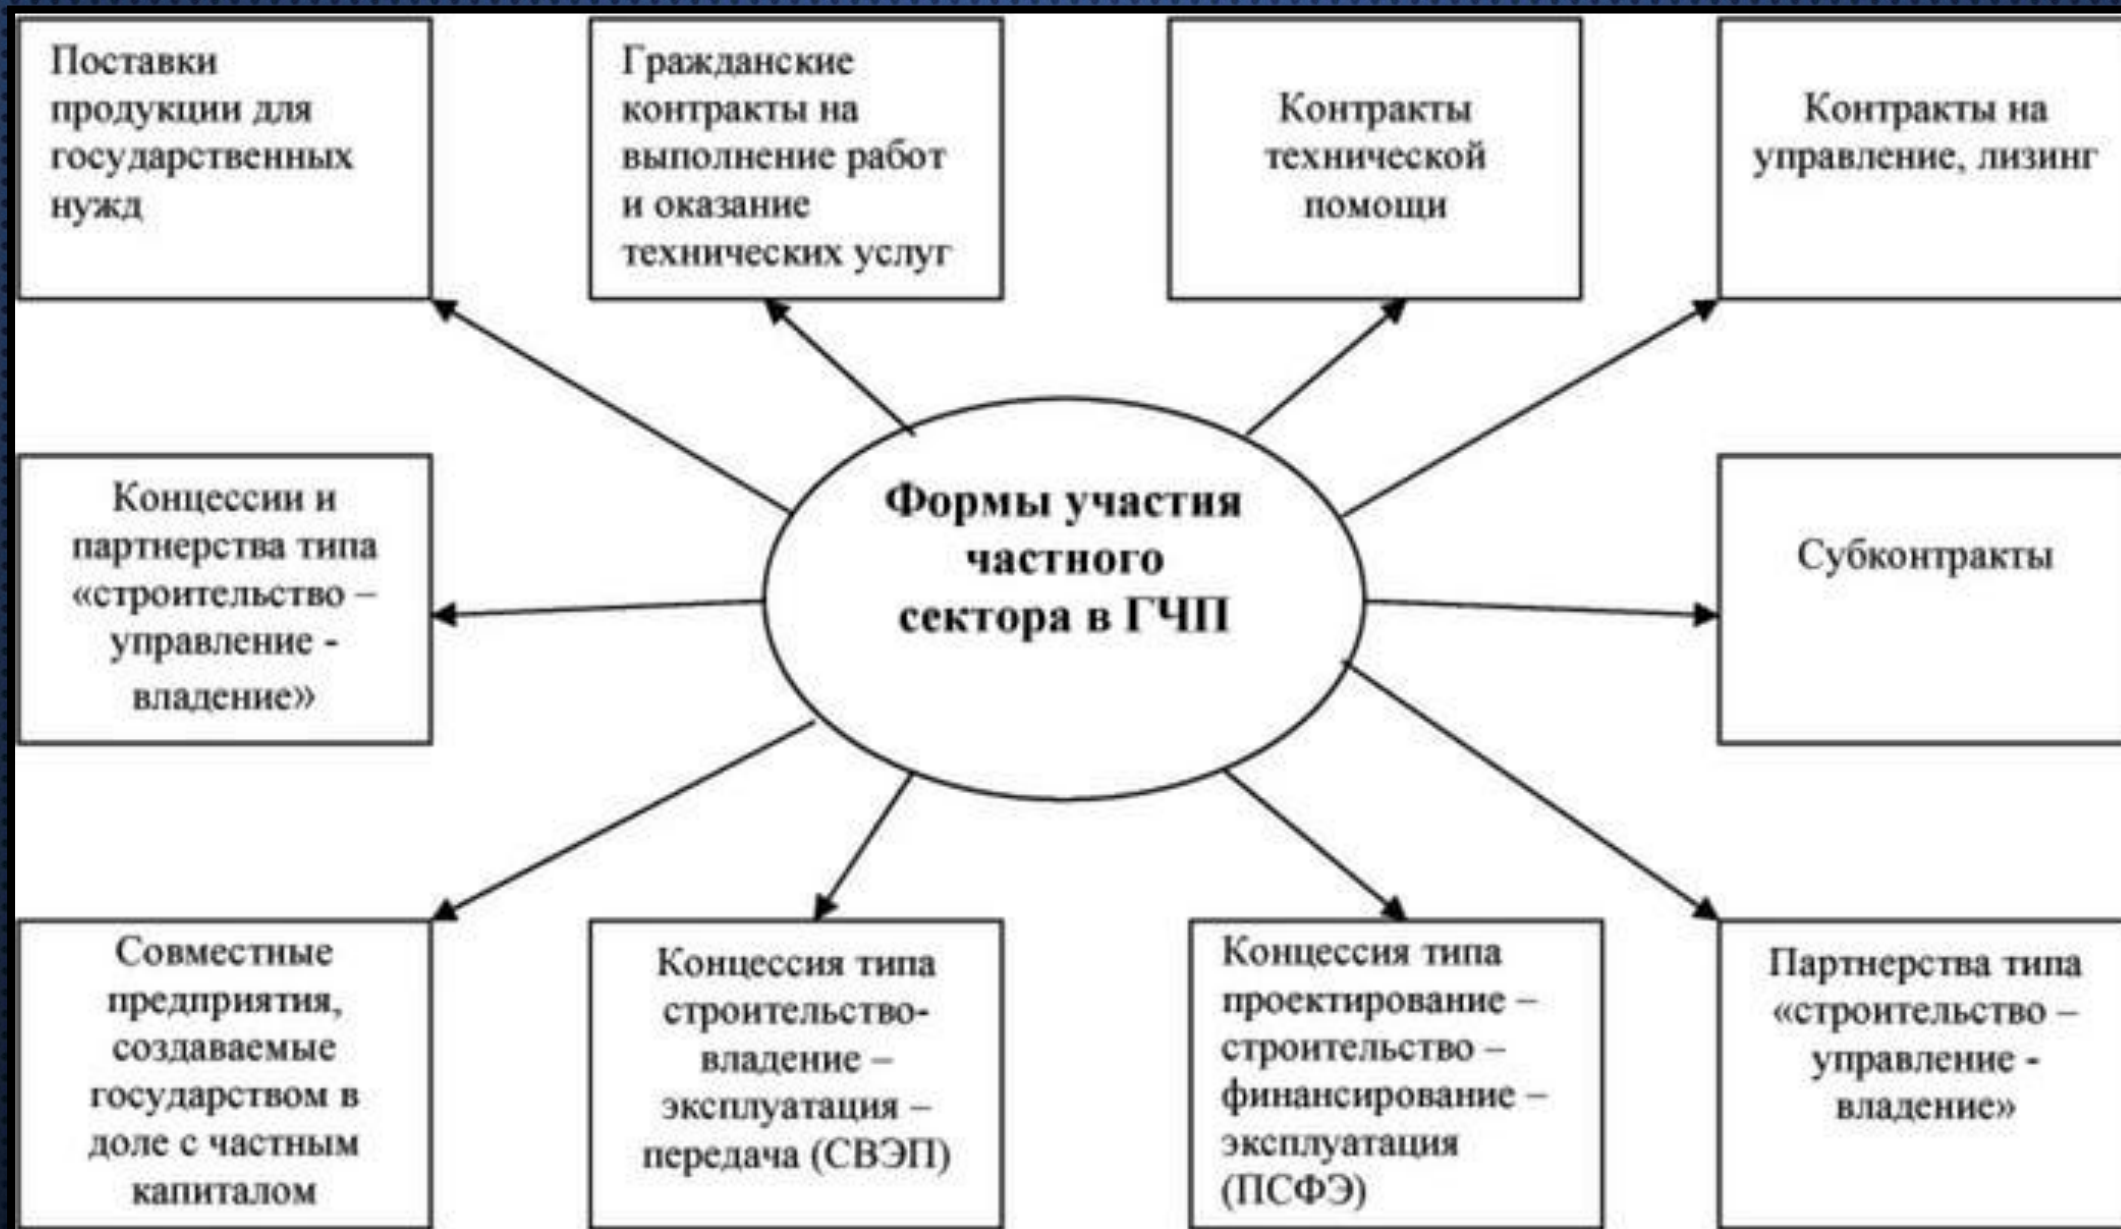 Поставки
продукции для
государственных
нужд
Гражданские
контракты на
выполнение работ
и оказание
технических услуг
Контракты
технической
помощи
Контракты на
управление, лизинг
Концессии и
партнерства типа
«строительство –
управление -
владение»
Формы участия
частного
сектора в ГЧП
Субконтракты
Совместные
предприятия,
создаваемые
государством в
доле с частным
капиталом
Концессия типа
строительство-
владение –
эксплуатация –
передача (СВЭП)
Концессия типа
проектирование –
строительство –
финансирование –
эксплуатация
(ПСФЭ)
Партнерства типа
«строительство –
управление -
владение»